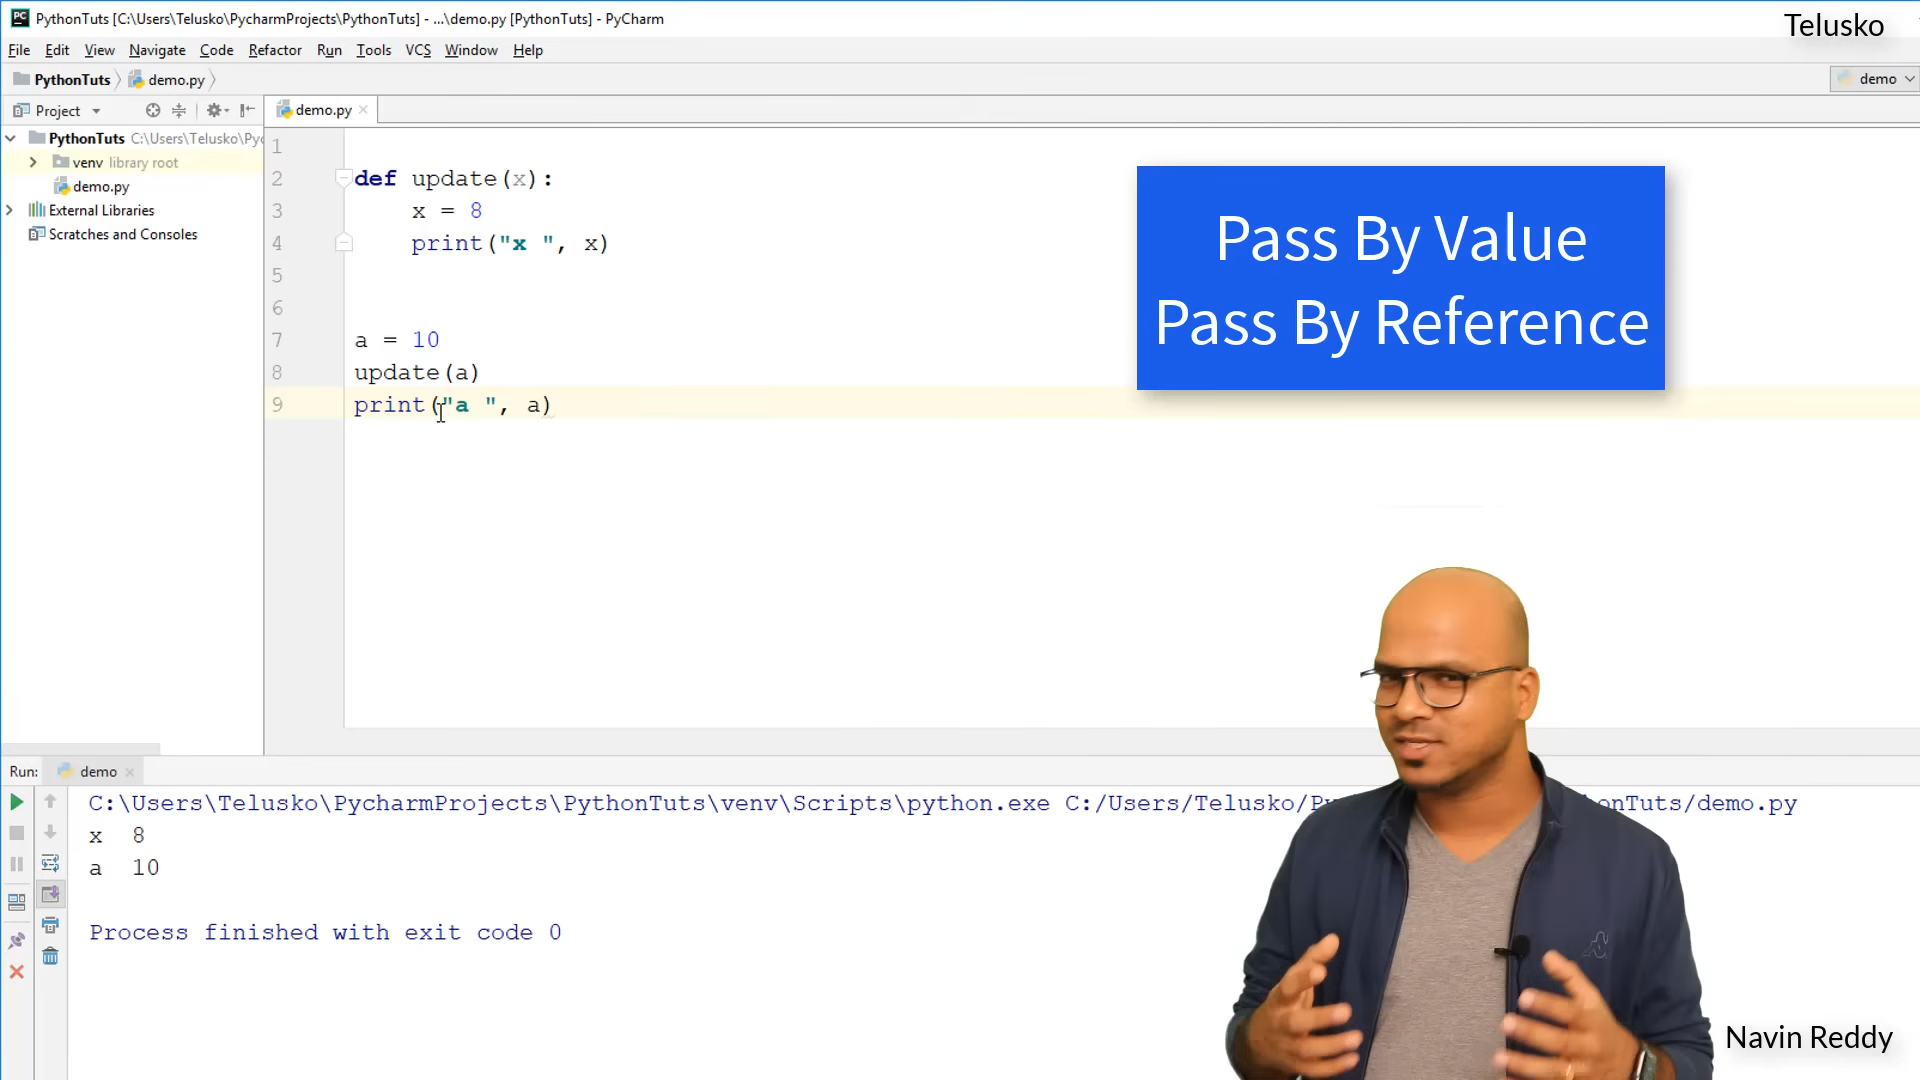 PythonTuts [C:\Users\Telusko\PycharmProjects\PythonTuts] - ...\demo.py [PythonTuts] - PyCharm
Telusko
File Edit View Navigate Code Refactor Run Tools VCS Window Help
PythonTuts demo.py
demo
Project
demo.py
PythonTuts C:\Users\Telusko\Pyc
venv library root
demo.py
External Libraries
Scratches and Consoles
1
2 def update(x):
3 x = 8
4 print("x ", x)
5
6
7 a = 10
8 update(a)
9 print("a ", a)
Pass By Value
Pass By Reference
Run: demo
C:\Users\Telusko\PycharmProjects\PythonTuts\venv\Scripts\python.exe C:/Users/Telusko/Py onTuts/demo.py
x 8
a 10
Process finished with exit code 0
Navin Reddy